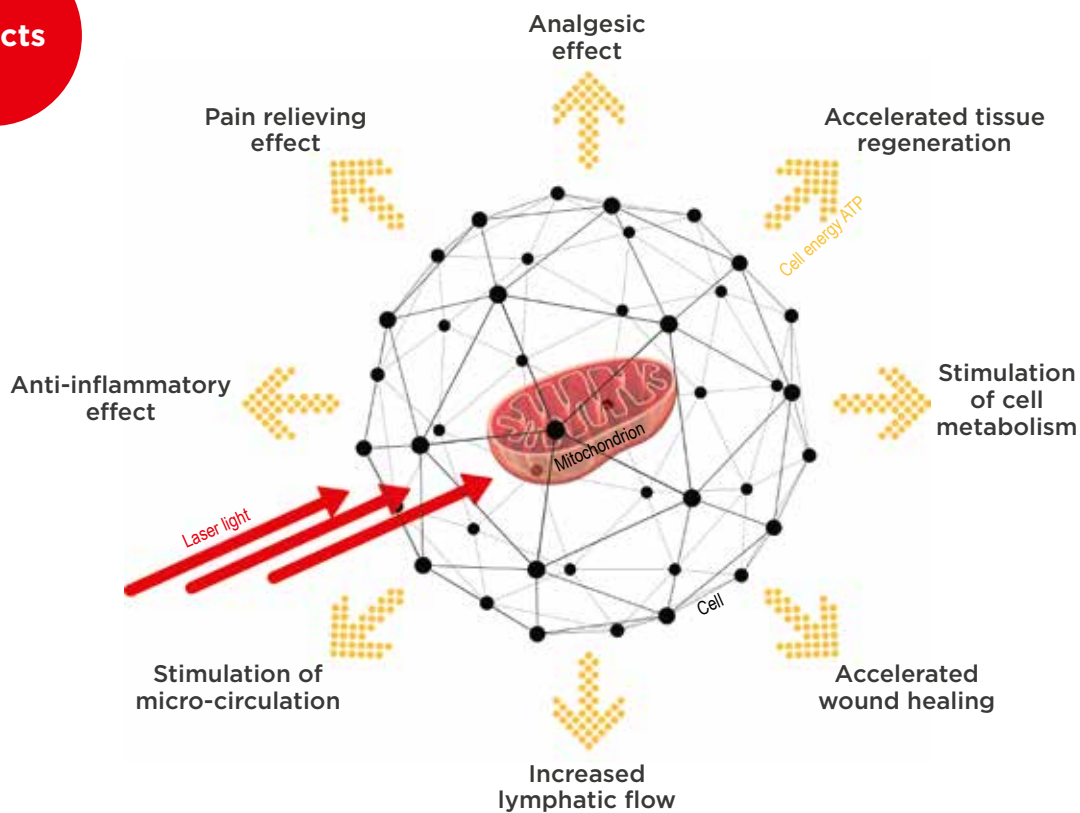 cts
Analgesic
effect
Pain relieving
effect
Accelerated tissue
regeneration
Cell energy ATP
Anti-inflammatory
effect
Stimulation
of cell
metabolism
Mitochondrion
Laser light
Cell
Stimulation of
micro-circulation
Accelerated
wound healing
Increased
lymphatic flow